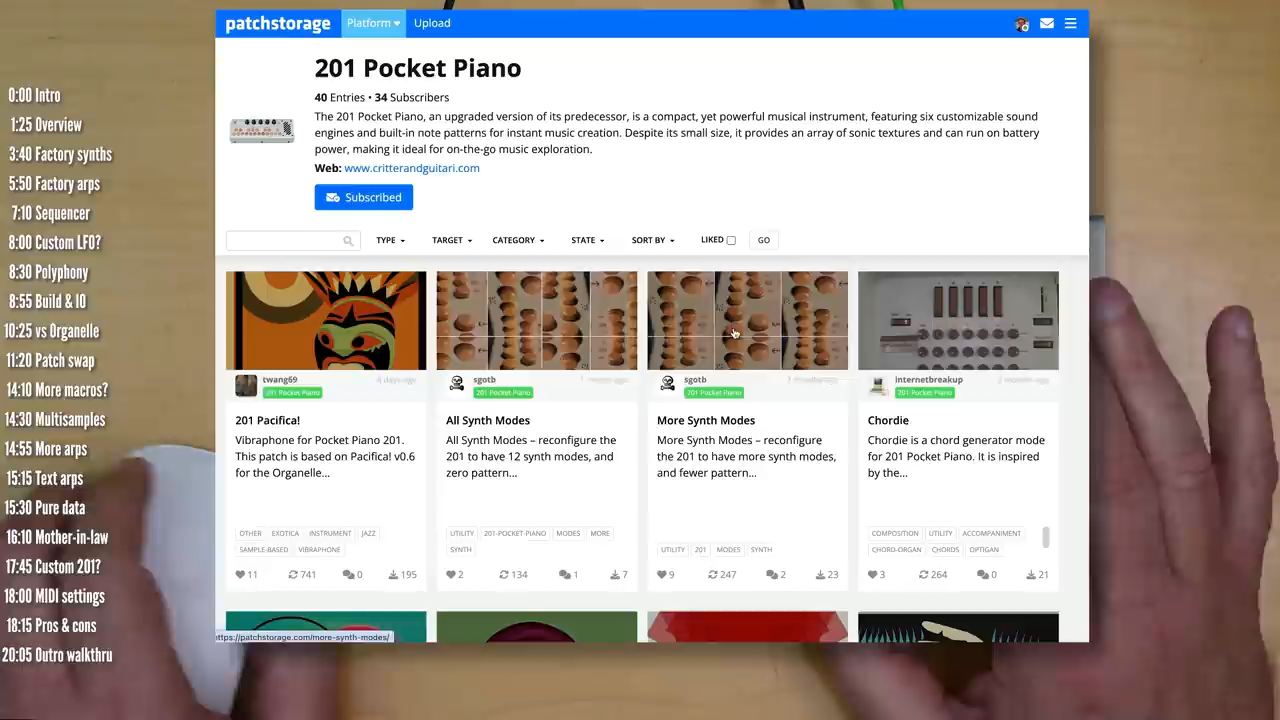 patchstorage
Platform
Upload
201 Pocket Piano
40 Entries • 34 Subscribers
The 201 Pocket Piano, an upgraded version of its predecessor, is a compact, yet powerful musical instrument, featuring six customizable sound
engines and built-in note patterns for instant music creation. Despite its small size, it provides an array of sonic textures and can run on battery
power, making it ideal for on-the-go music exploration.
Web: www.critterandguitari.com
Subscribed
TYPE TARGET CATEGORY STATE SORT BY LIKED GO
0:00 Intro
1:25 Overview
3:40 Factory synths
5:50 Factory arps
7:10 Sequencer
8:00 Custom LFO?
8:30 Polyphony
8:55 Build & IO
10:25 vs Organelle
11:20 Patch swap
14:10 More macros?
14:30 Multisamples
14:55 More arps
15:15 Text arps
15:30 Pure data
16:10 Mother-in-law
17:45 Custom 201?
18:00 MIDI settings
18:15 Pros & cons
20:05 Outro walkthru
twang69
4 days ago
201 Pocket Piano
201 Pacifica!
Vibraphone for Pocket Piano 201.
This patch is based on Pacifica! v0.6
for the Organelle...
OTHER EXOTICA INSTRUMENT JAZZ
SAMPLE-BASED VIBRAPHONE
11 741 0 195
sgotb
201 Pocket Piano
All Synth Modes
All Synth Modes – reconfigure the
201 to have 12 synth modes, and
zero pattern...
UTILITY 201-POCKET-PIANO MODES MORE
SYNTH
2 134 1 7
sgotb
201 Pocket Piano
More Synth Modes
More Synth Modes – reconfigure
the 201 to have more synth modes,
and fewer pattern...
UTILITY 201 MODES SYNTH
9 247 2 23
internetbreakup
201 Pocket Piano
Chordie
Chordie is a chord generator mode
for 201 Pocket Piano. It is inspired
by the...
COMPOSITION UTILITY ACCOMPANIMENT
CHORD-ORGAN CHORDS OPTIGAN
3 264 0 21
https://patchstorage.com/more-synth-modes/